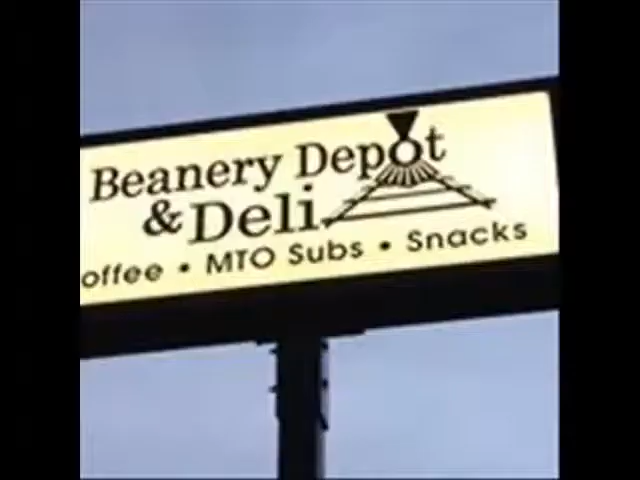 Beanery Depot
& Deli
offee • MTO Subs • Snacks